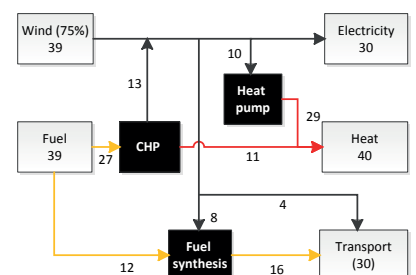 Wind (75%)
39
Electricity
30
10
13
Heat
pump
29
Fuel
39
27
CHP
11
Heat
40
8
4
12
Fuel
synthesis
16
Transport
(30)